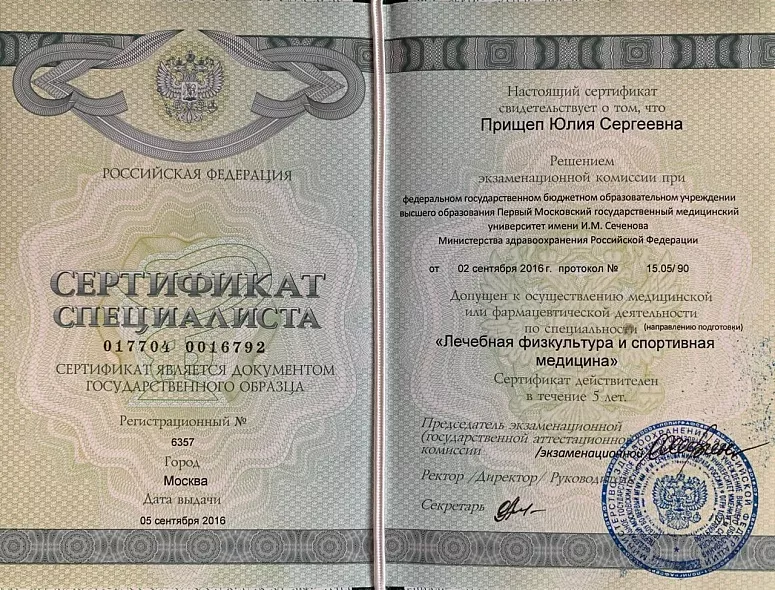 РОССИЙСКАЯ ФЕДЕРАЦИЯ
СЕРТИФИКАТ
СПЕЦИАЛИСТА
017704 0016792
СЕРТИФИКАТ ЯВЛЯЕТСЯ ДОКУМЕНТОМ
ГОСУДАРСТВЕННОГО ОБРАЗЦА
Регистрационный №
6357
Город
Москва
Дата выдачи
05 сентября 2016
Настоящий сертификат
свидетельствует о том, что
Прищеп Юлия Сергеевна
Решением
экзаменационной комиссии при
федеральном государственном бюджетном образовательном учреждении
высшего образования Первый Московский государственный медицинский
университет имени И.М. Сеченова
Министерства здравоохранения Российской Федерации
от 02 сентября 2016 г. протокол № 15.05/90
Допущен к осуществлению медицинской
или фармацевтической деятельности
по специальности (направлению подготовки)
«Лечебная физкультура и спортивная
медицина»
Сертификат действителен
в течение 5 лет.
Председатель экзаменационной
(государственной аттестационной
комиссии /экзаменационной
Ректор /Директор/ Руководитель
Секретарь